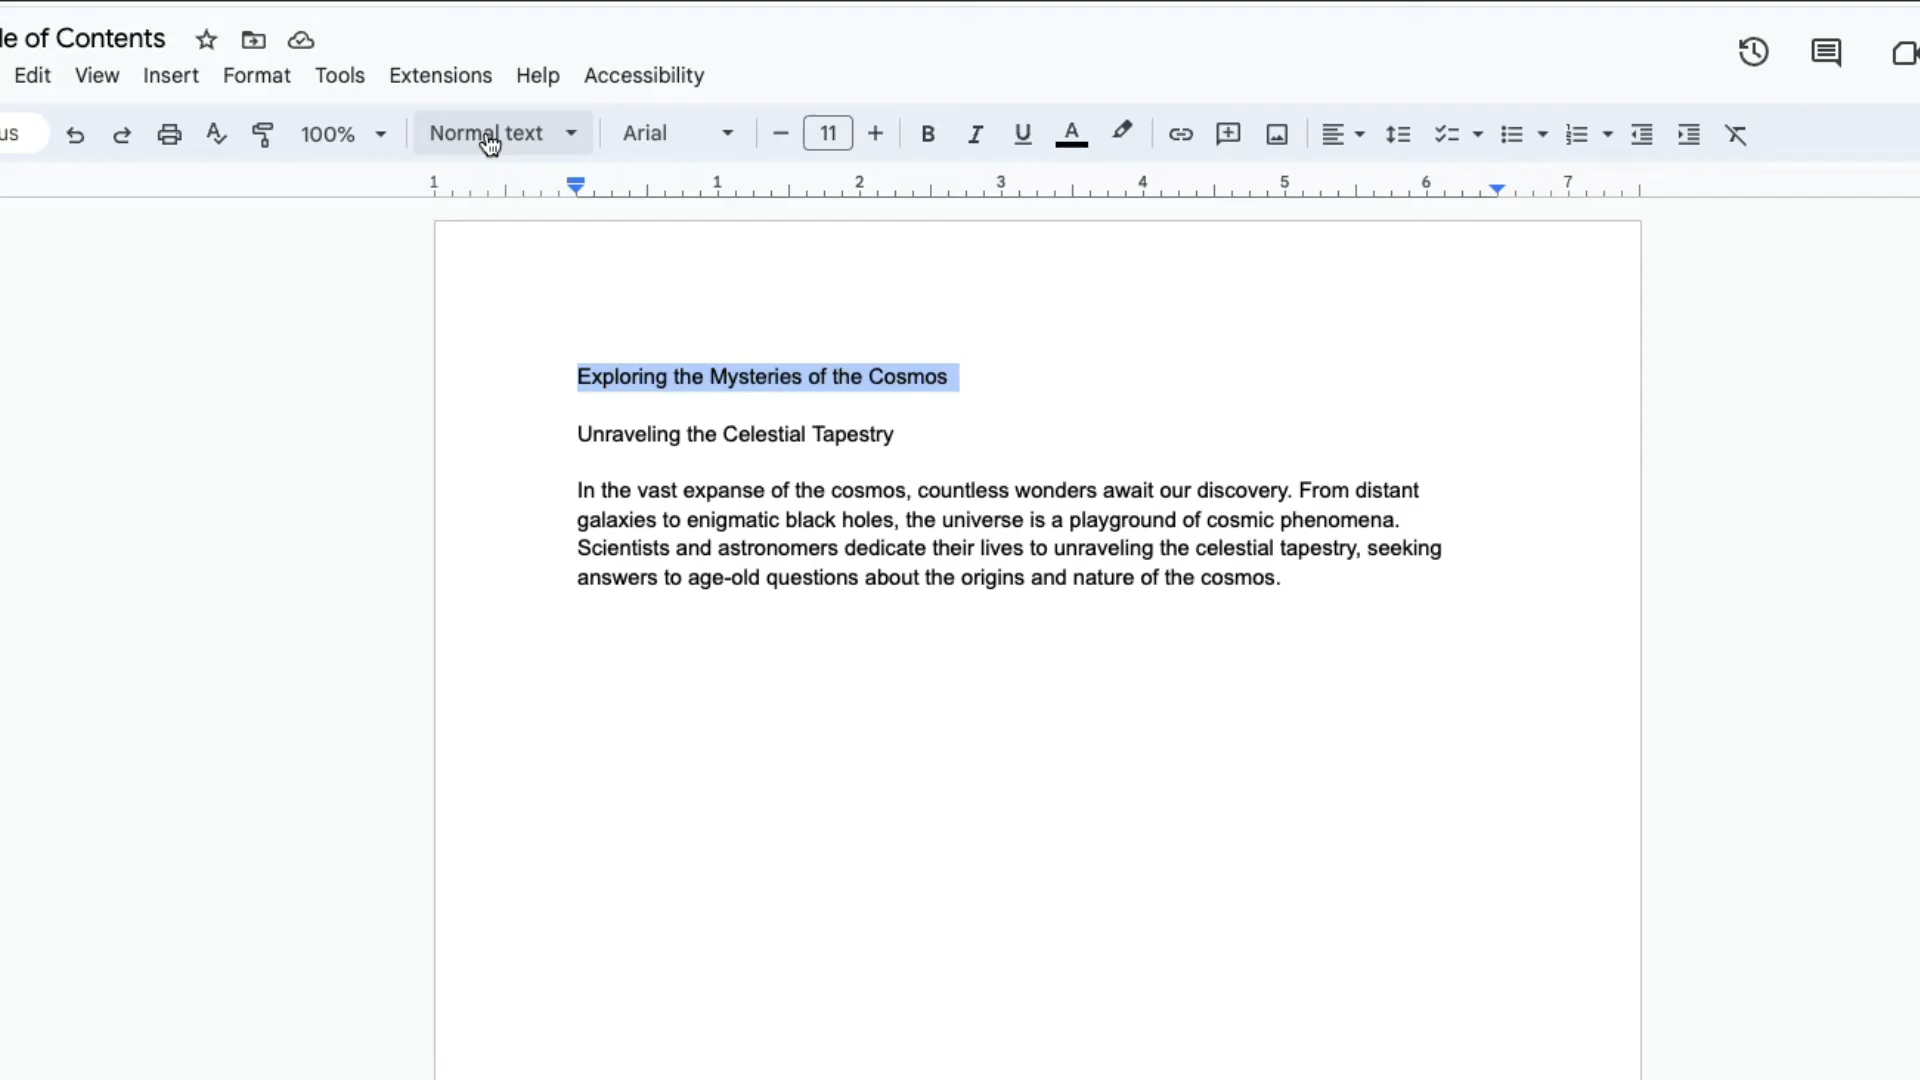 le of Contents
Edit View Insert Format Tools Extensions Help Accessibility
us 100% Normal text Arial 11 B I U A
1 1 2 3 4 5 6 7
Exploring the Mysteries of the Cosmos
Unraveling the Celestial Tapestry
In the vast expanse of the cosmos, countless wonders await our discovery. From distant
galaxies to enigmatic black holes, the universe is a playground of cosmic phenomena.
Scientists and astronomers dedicate their lives to unraveling the celestial tapestry, seeking
answers to age-old questions about the origins and nature of the cosmos.